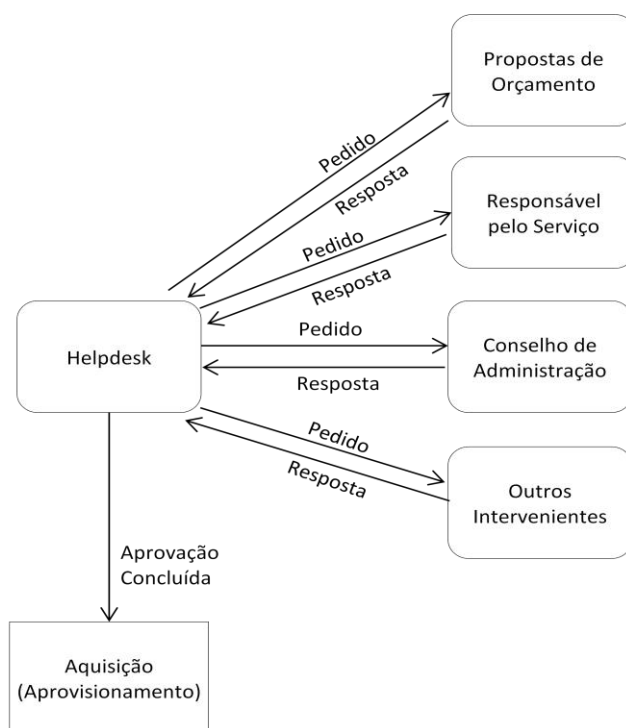 Propostas de
Orçamento
Pedido
Resposta
Responsável
pelo Serviço
Pedido
Resposta
Helpdesk
Pedido
Resposta
Conselho de
Administração
Pedido
Resposta
Outros
Intervenientes
Aprovação
Concluída
Aquisição
(Aprovisionamento)